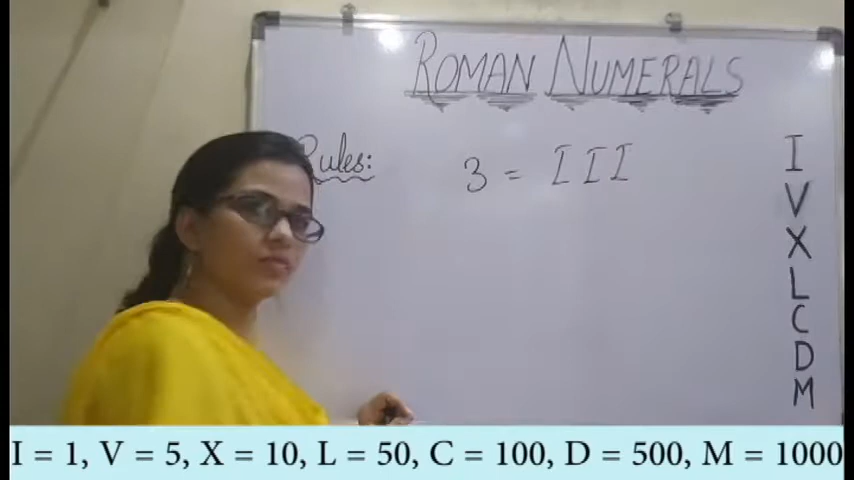 ROMAN NUMERALS
Rules:
3 = III
I
V
X
L
C
D
M
I = 1, V = 5, X = 10, L = 50, C = 100, D = 500, M = 1000